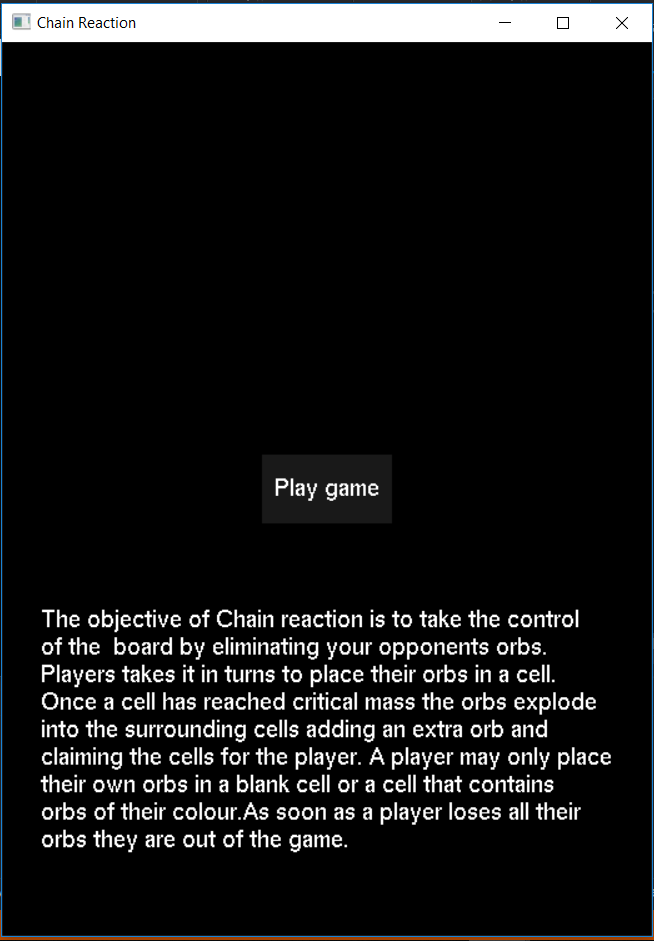 Chain Reaction
Play game
The objective of Chain reaction is to take the control
of the  board by eliminating your opponents orbs.
Players takes it in turns to place their orbs in a cell.
Once a cell has reached critical mass the orbs explode
into the surrounding cells adding an extra orb and
claiming the cells for the player. A player may only place
their own orbs in a blank cell or a cell that contains
orbs of their colour.As soon as a player loses all their
orbs they are out of the game.